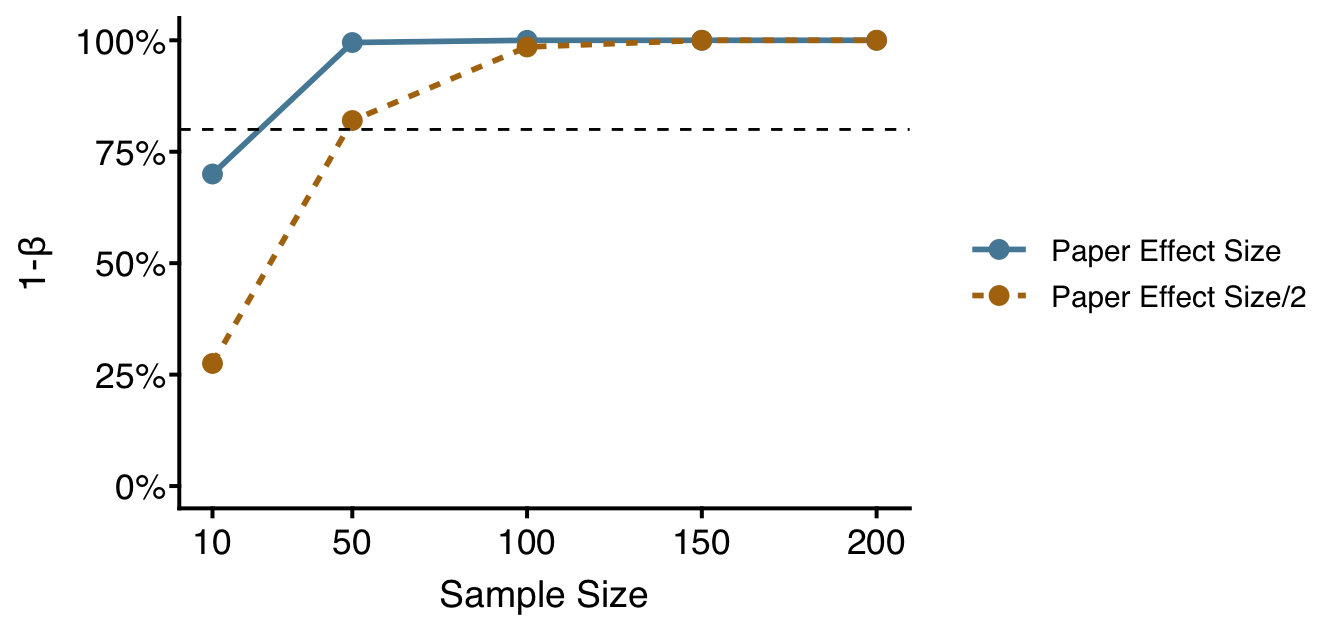 100%
75%
50%
25%
0%
1-β
10 50 100 150 200
Sample Size
Paper Effect Size
Paper Effect Size/2